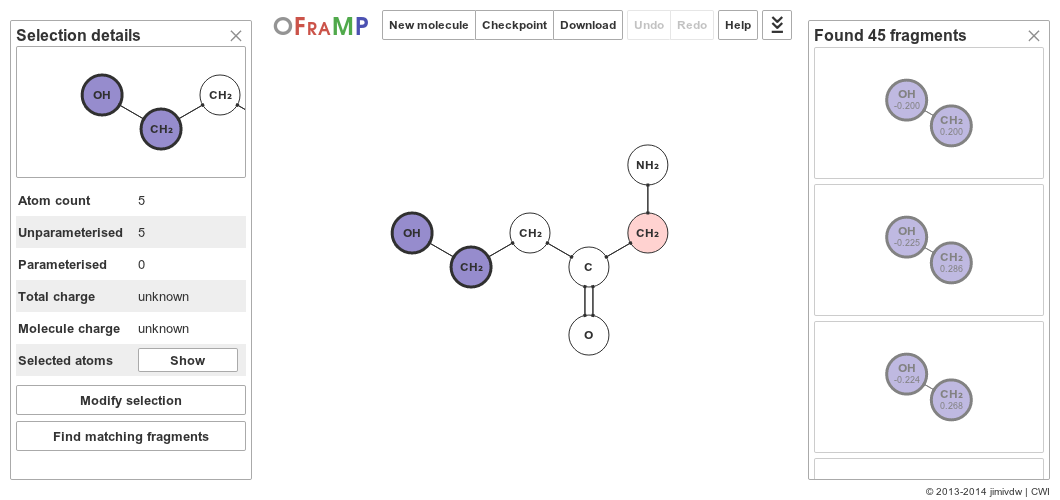 Selection details
OH
CH₂
CH₂
Atom count 5
Unparameterised 5
Parameterised 0
Total charge unknown
Molecule charge unknown
Selected atoms Show
Modify selection
Find matching fragments
OFRAMP
New molecule Checkpoint Download Undo Redo Help
NH₂
OH
CH₂
CH₂
CH₂
C
O
Found 45 fragments
OH
-0.200
CH₂
0.200
OH
-0.225
CH₂
0.286
OH
-0.224
CH₂
0.268
© 2013-2014 jimivdw | CWI